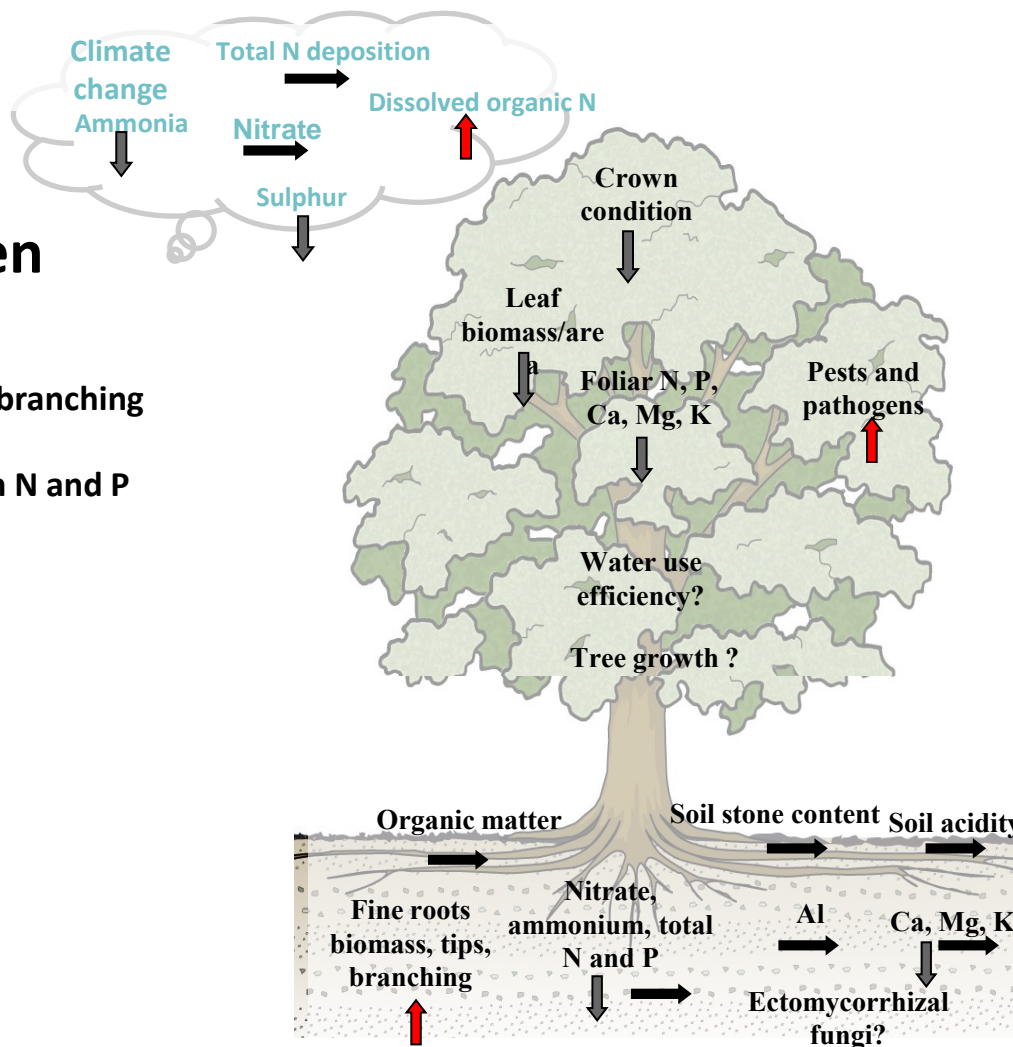 Climate
change
Total N deposition
Ammonia
Nitrate
Dissolved organic N
Sulphur
en
branching
N and P
Crown
condition
Leaf
biomass/are
a
Foliar N, P,
Ca, Mg, K
Pests and
pathogens
Water use
efficiency?
Tree growth ?
Organic matter
Soil stone content
Soil acidity
Fine roots
biomass, tips,
branching
Nitrate,
ammonium, total
N and P
Al
Ca, Mg, K
Ectomycorrhizal
fungi?